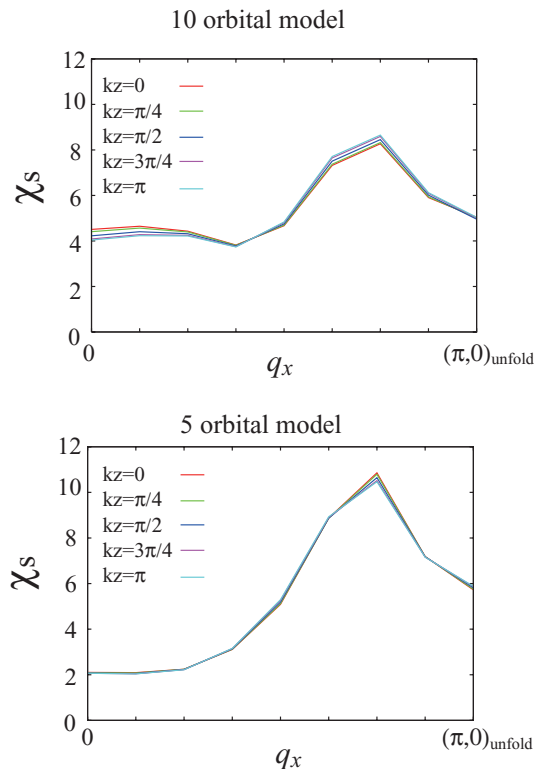 10 orbital model
12
10
8
6
4
2
0
χs
kz=0
kz=π/4
kz=π/2
kz=3π/4
kz=π
0
qx
(π,0)unfold
5 orbital model
12
10
8
6
4
2
0
χs
kz=0
kz=π/4
kz=π/2
kz=3π/4
kz=π
0
qx
(π,0)unfold